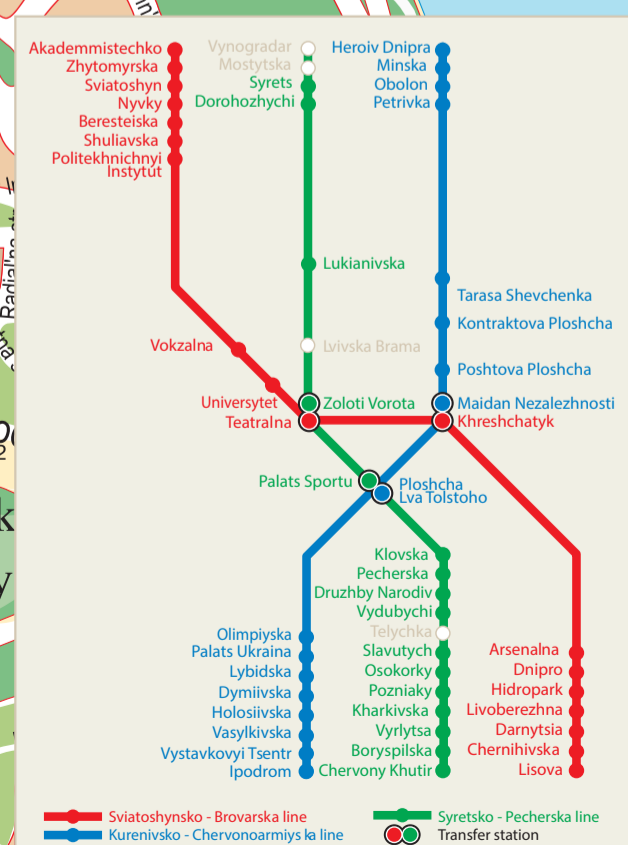 Akademmistechko
Zhytomyrska
Sviatoshyn
Nyvky
Beresteiska
Shuliavska
Politekhnichnyi
Instytut
Vokzalna
Universytet
Teatralna
Vynogradar
Mostytska
Syrets
Dorohozhychi
Lukianivska
Lvivska Brama
Zoloti Vorota
Palats Sportu
Heroiv Dnipra
Minska
Obolon
Petrivka
Tarasa Shevchenka
Kontraktova Ploshcha
Poshtova Ploshcha
Maidan Nezalezhnosti
Khreshchatyk
Ploshcha
Lva Tolstoho
Olimpiyska
Palats Ukraina
Lybidska
Dymiivska
Holosiivska
Vasylkivska
Vystavkovyi Tsentr
Ipodrom
Klovska
Pecherska
Druzhby Narodiv
Vydubychi
Telychka
Slavutych
Osokorky
Pozniaky
Kharkivska
Vyrlytsa
Boryspilska
Chervony Khutir
Arsenalna
Dnipro
Hidropark
Livoberezhna
Darnytsia
Chernihivska
Lisova
Sviatoshynsko - Brovarska line
Kurenivsko - Chervonoarmiys ka line
Syretsko - Pecherska line
Transfer station
Radial'na str.